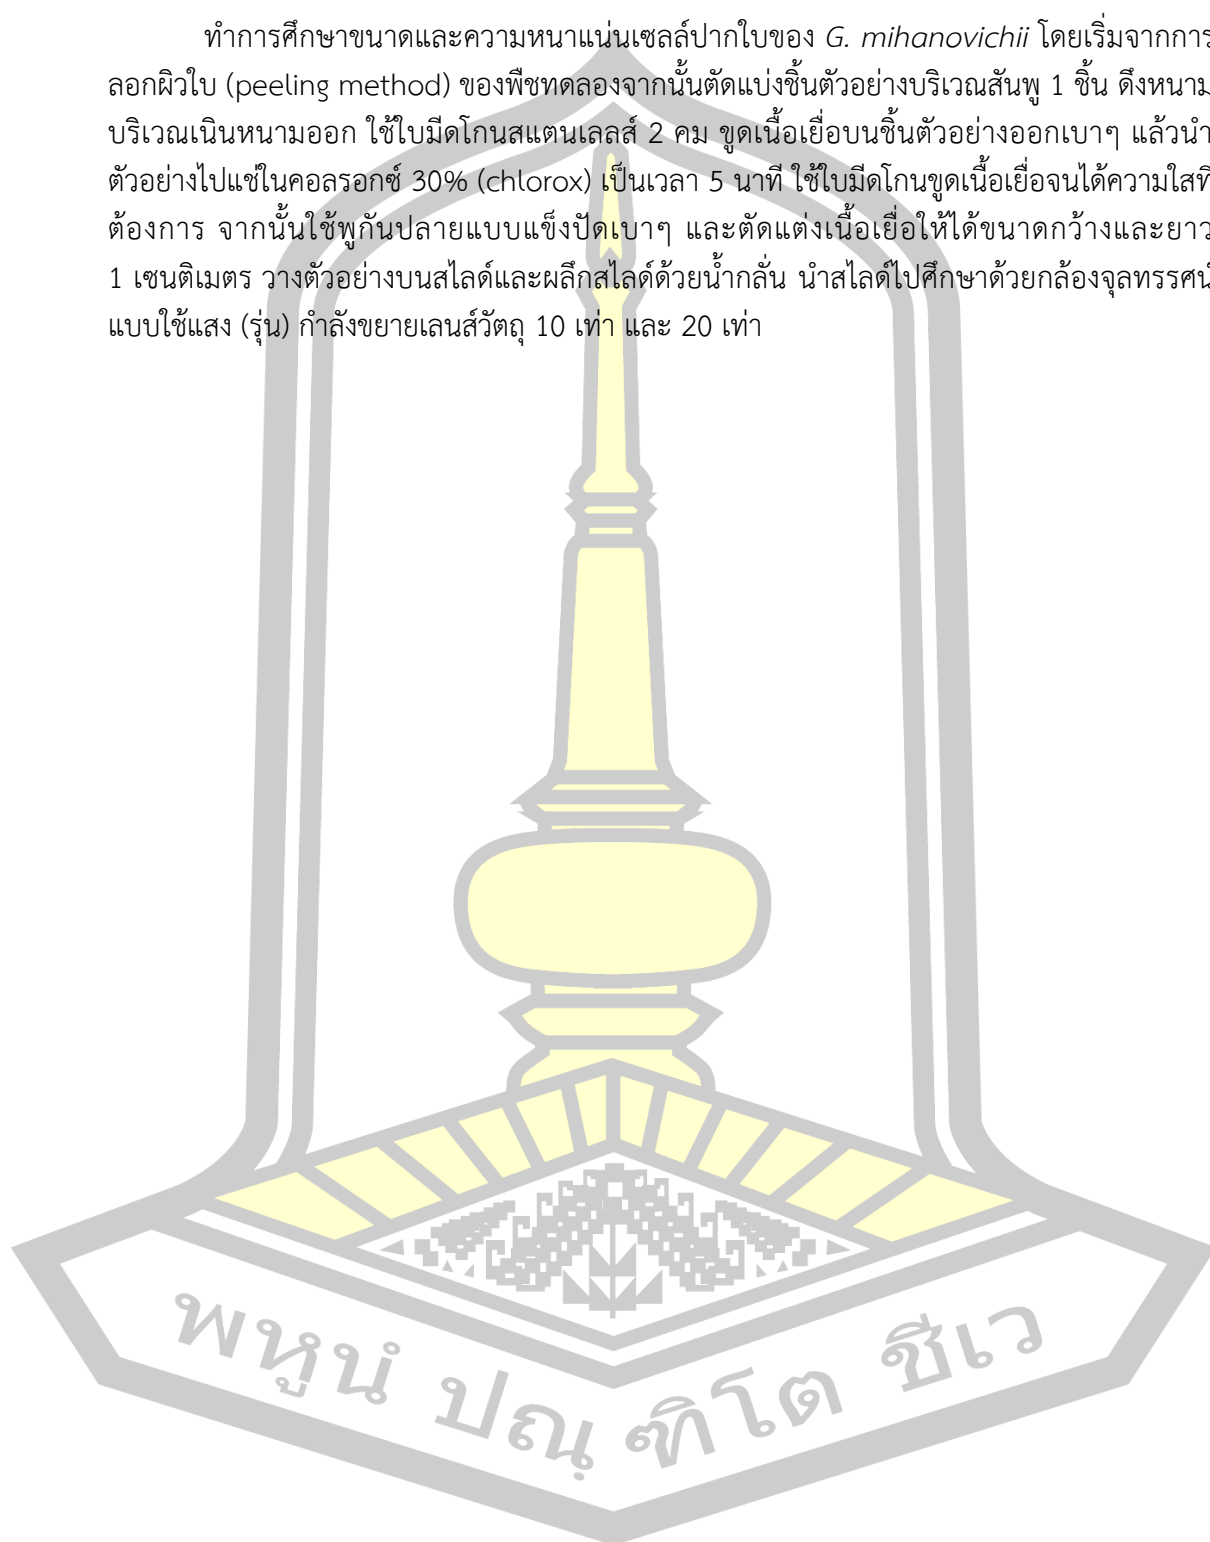 ทำการศึกษาขนาดและความหนาแน่นเซลล์ปากใบของ G. mihanovichii โดยเริ่มจากการ
ลอกผิวใบ (peeling method) ของพืชทดลองจากนั้นตัดแบ่งชิ้นตัวอย่างบริเวณสันพู 1 ชิ้น ดึงหนาม
บริเวณเนินหนามออก ใช้ใบมีดโกนสแตนเลลส์ 2 คม ขูดเนื้อเยื่อบนชิ้นตัวอย่างออกเบาๆ แล้วนำ
ตัวอย่างไปแช่ในคอลรอกซ์ 30% (chlorox) เป็นเวลา 5 นาที ใช้ใบมีดโกนขูดเนื้อเยื่อจนได้ความใสที่
ต้องการ จากนั้นใช้พูกันปลายแบบแข็งปัดเบาๆ และตัดแต่งเนื้อเยื่อให้ได้ขนาดกว้างและยาว
1 เซนติเมตร วางตัวอย่างบนสไลด์และผลึกสไลด์ด้วยน้ำกลั่น นำสไลด์ไปศึกษาด้วยกล้องจุลทรรศน์
แบบใช้แสง (รุ่น) กำลังขยายเลนส์วัตถุ 10 เท่า และ 20 เท่า
พหูนํ ปณฺฑิโต ชีเว